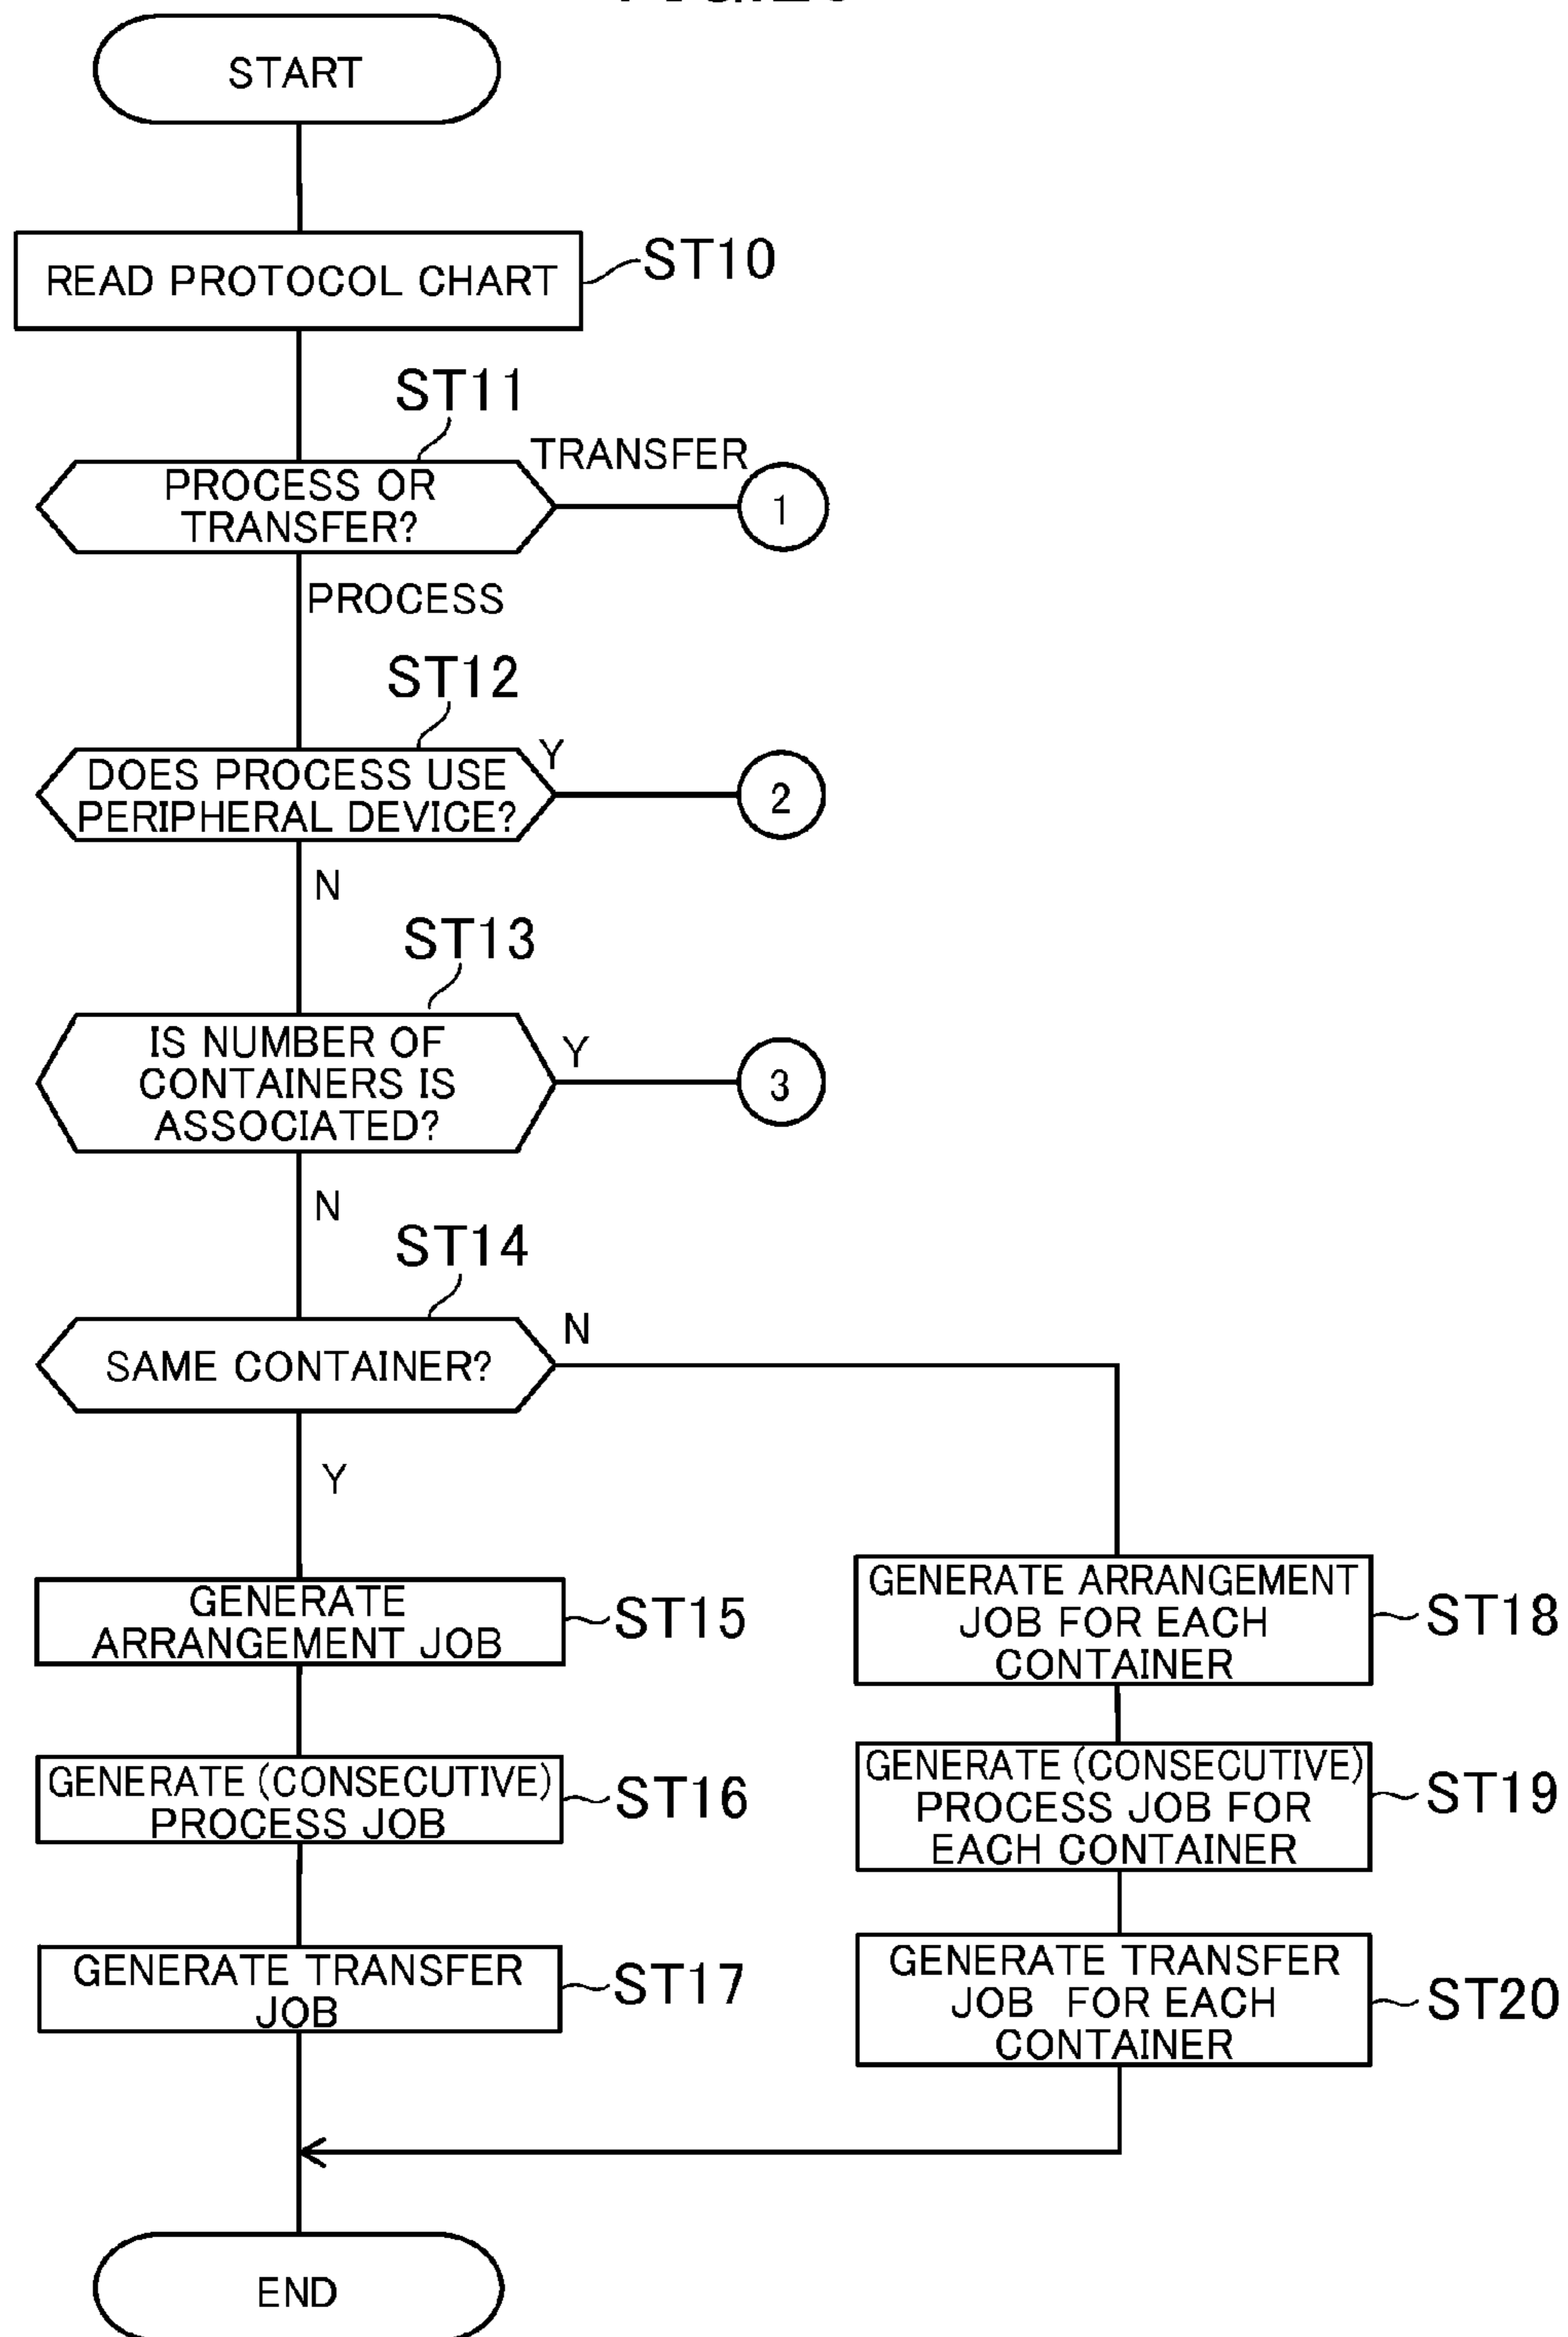 START
READ PROTOCOL CHART
ST10
ST11
PROCESS OR
TRANSFER?
TRANSFER
1
PROCESS
ST12
DOES PROCESS USE
PERIPHERAL DEVICE?
Y
2
N
ST13
IS NUMBER OF
CONTAINERS IS
ASSOCIATED?
Y
3
N
ST14
SAME CONTAINER?
N
Y
GENERATE
ARRANGEMENT JOB
ST15
GENERATE (CONSECUTIVE)
PROCESS JOB
ST16
GENERATE TRANSFER
JOB
ST17
GENERATE ARRANGEMENT
JOB FOR EACH
CONTAINER
ST18
GENERATE (CONSECUTIVE)
PROCESS JOB FOR
EACH CONTAINER
ST19
GENERATE TRANSFER
JOB FOR EACH
CONTAINER
ST20
END